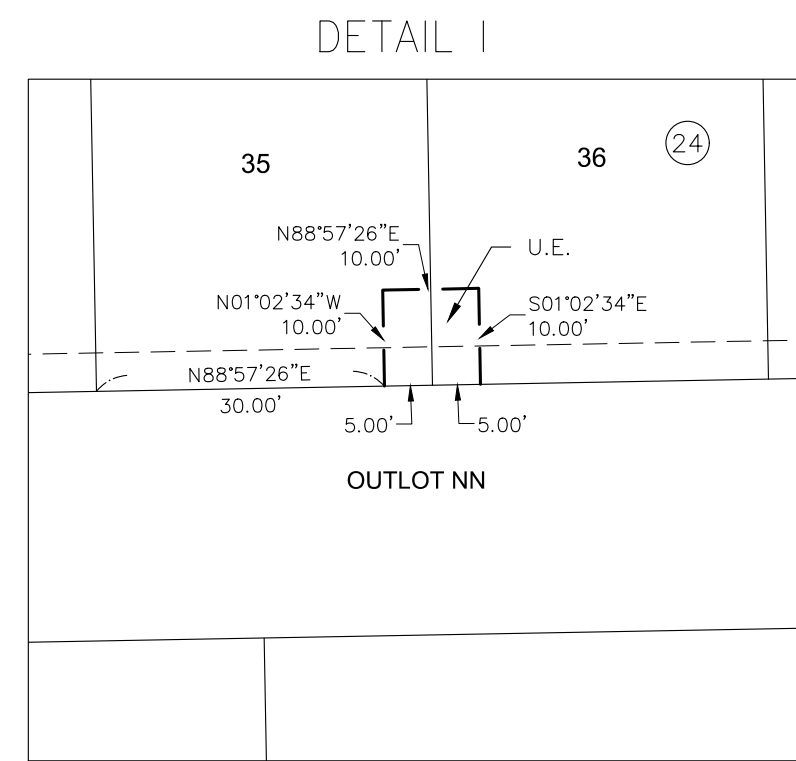 DETAIL I
35
36
24
N88°57'26"E
10.00'
U.E.
N01°02'34"W
10.00'
S01°02'34"E
10.00'
N88°57'26"E
30.00'
5.00'
5.00'
OUTLOT NN